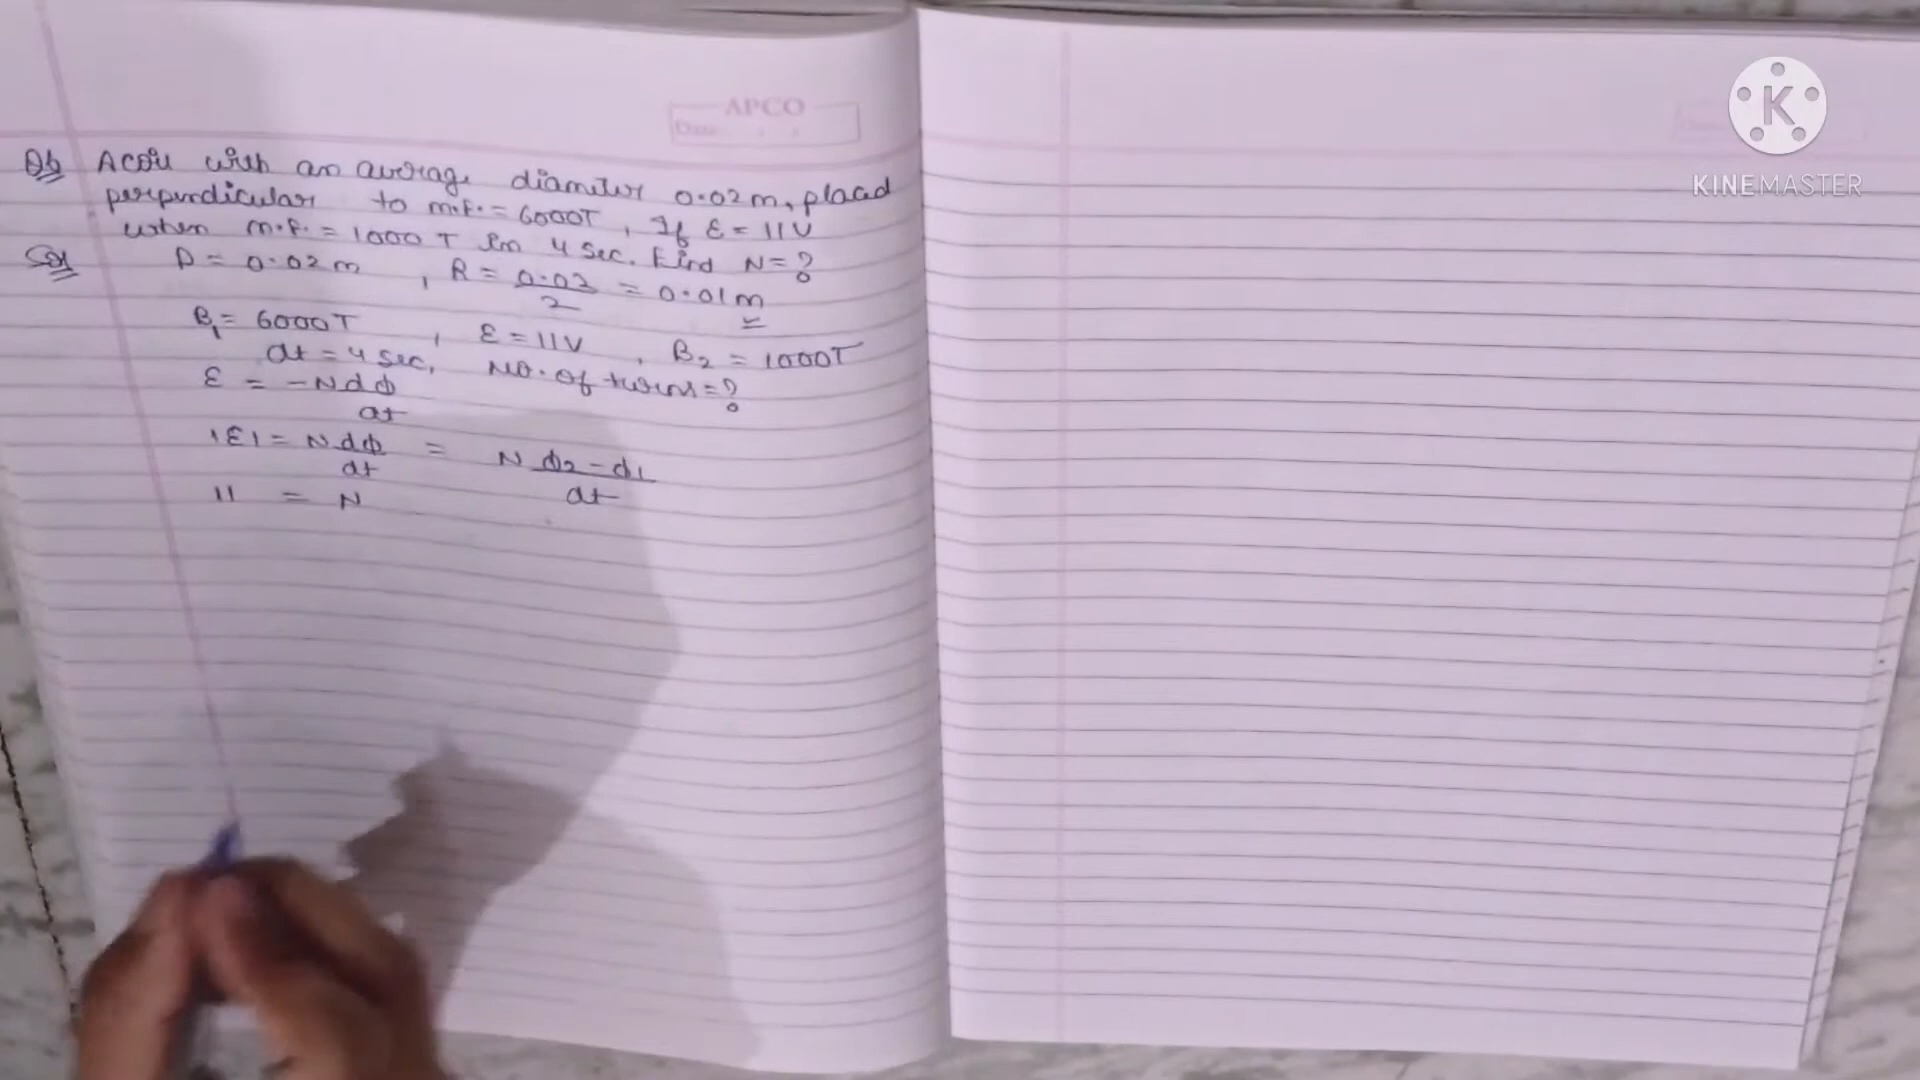 APCO
Date
KINEMASTER
Q6 A coil with an average diameter 0.02 m, placed
perpendicular to m.f. = 6000T, If ε = 11V
when m.f. = 1000 T in 4 sec. Find N = ?
Sol D = 0.02 m , R = 0.02/2 = 0.01 m
B₁ = 6000T , ε = 11V , B₂ = 1000T
dt = 4 sec, No. of turns = ?
ε = -N dϕ/dt
|ε| = N dϕ/dt = N ϕ₂ - ϕ₁/dt
11 = N